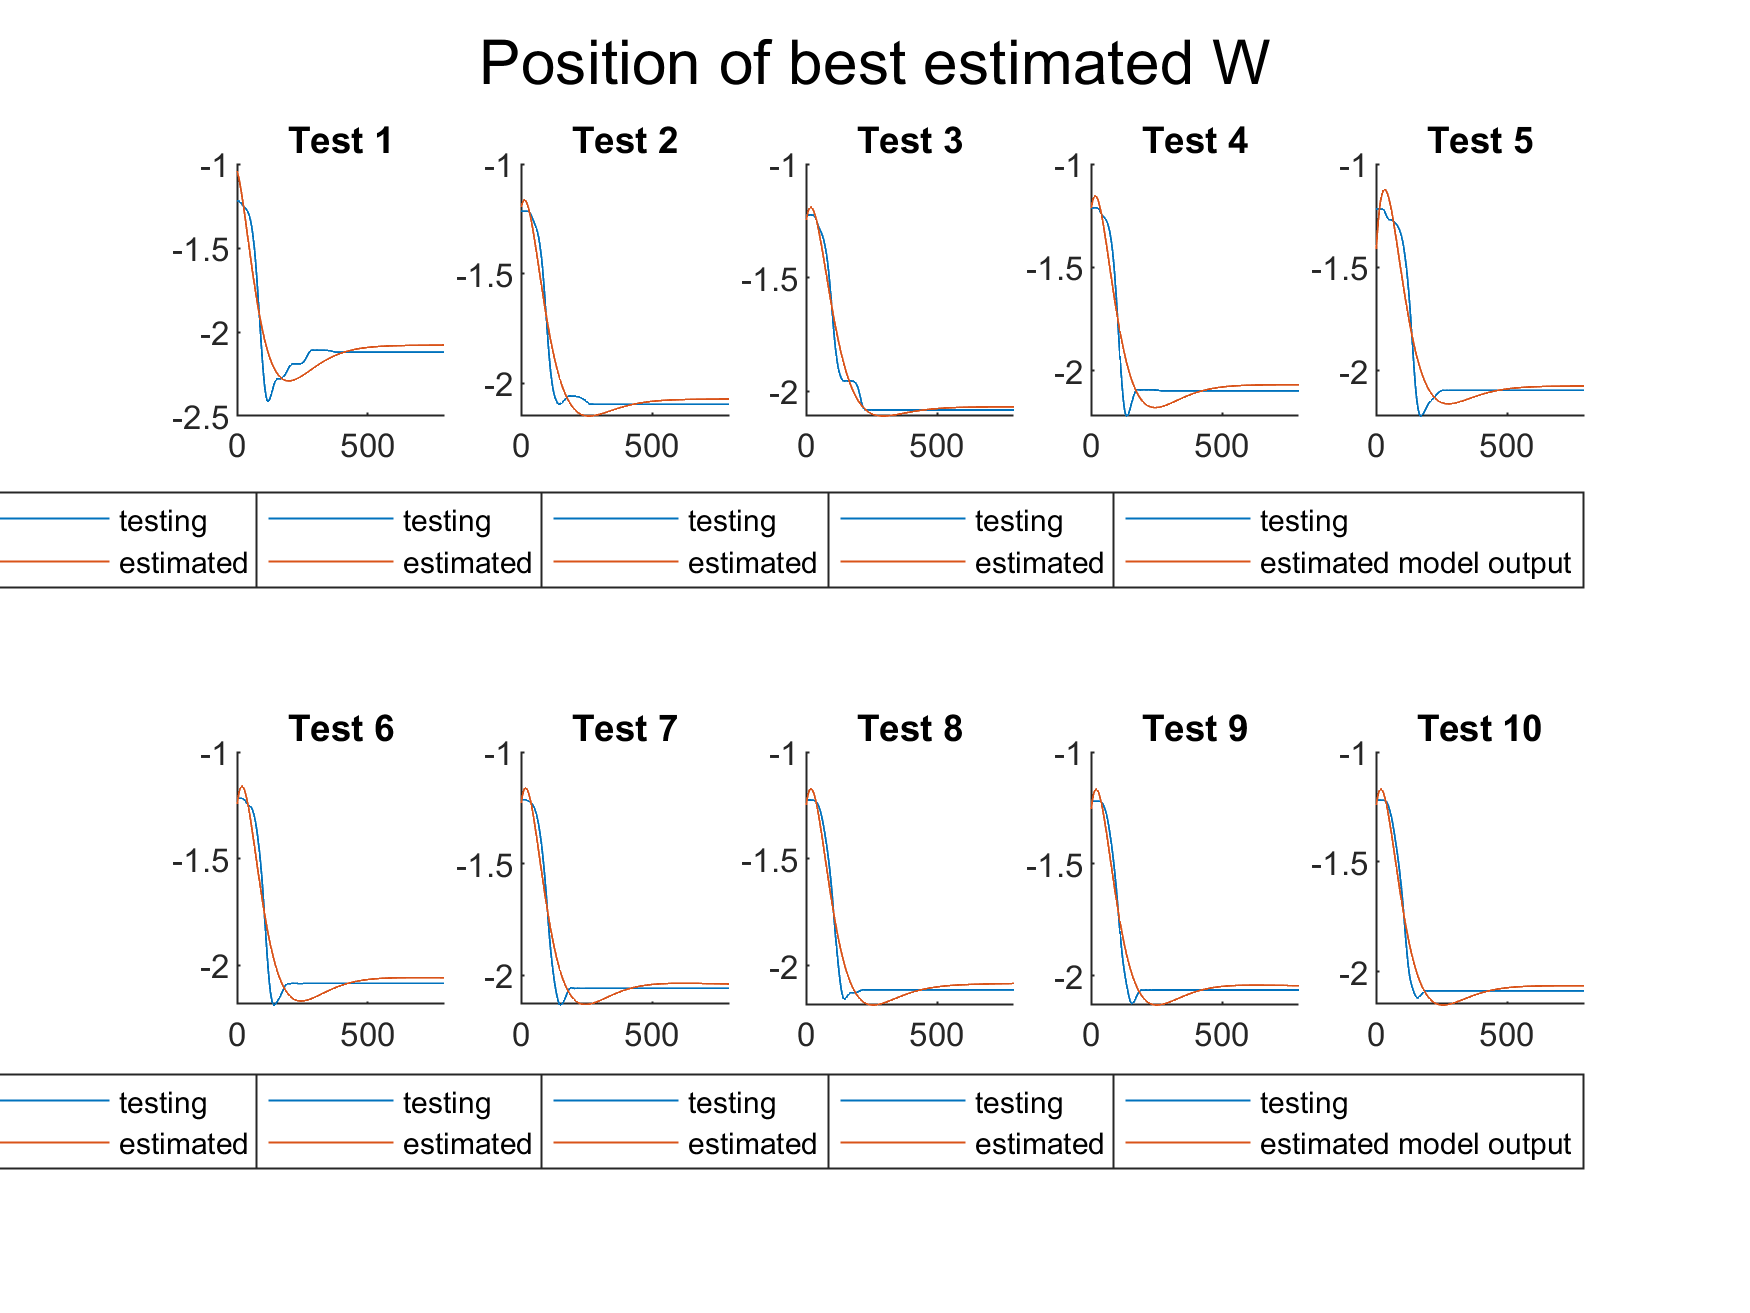 Position of best estimated W
Test 1 Test 2 Test 3 Test 4 Test 5
-1 -1 -1 -1 -1
-1.5 -1.5 -1.5 -1.5 -1.5
-2 -2 -2 -2 -2
-2.5
0 500 0 500 0 500 0 500 0 500
testing testing testing testing testing
estimated estimated estimated estimated estimated model output
Test 6 Test 7 Test 8 Test 9 Test 10
-1 -1 -1 -1 -1
-1.5 -1.5 -1.5 -1.5 -1.5
-2 -2 -2 -2 -2
0 500 0 500 0 500 0 500 0 500
testing testing testing testing testing
estimated estimated estimated estimated estimated model output